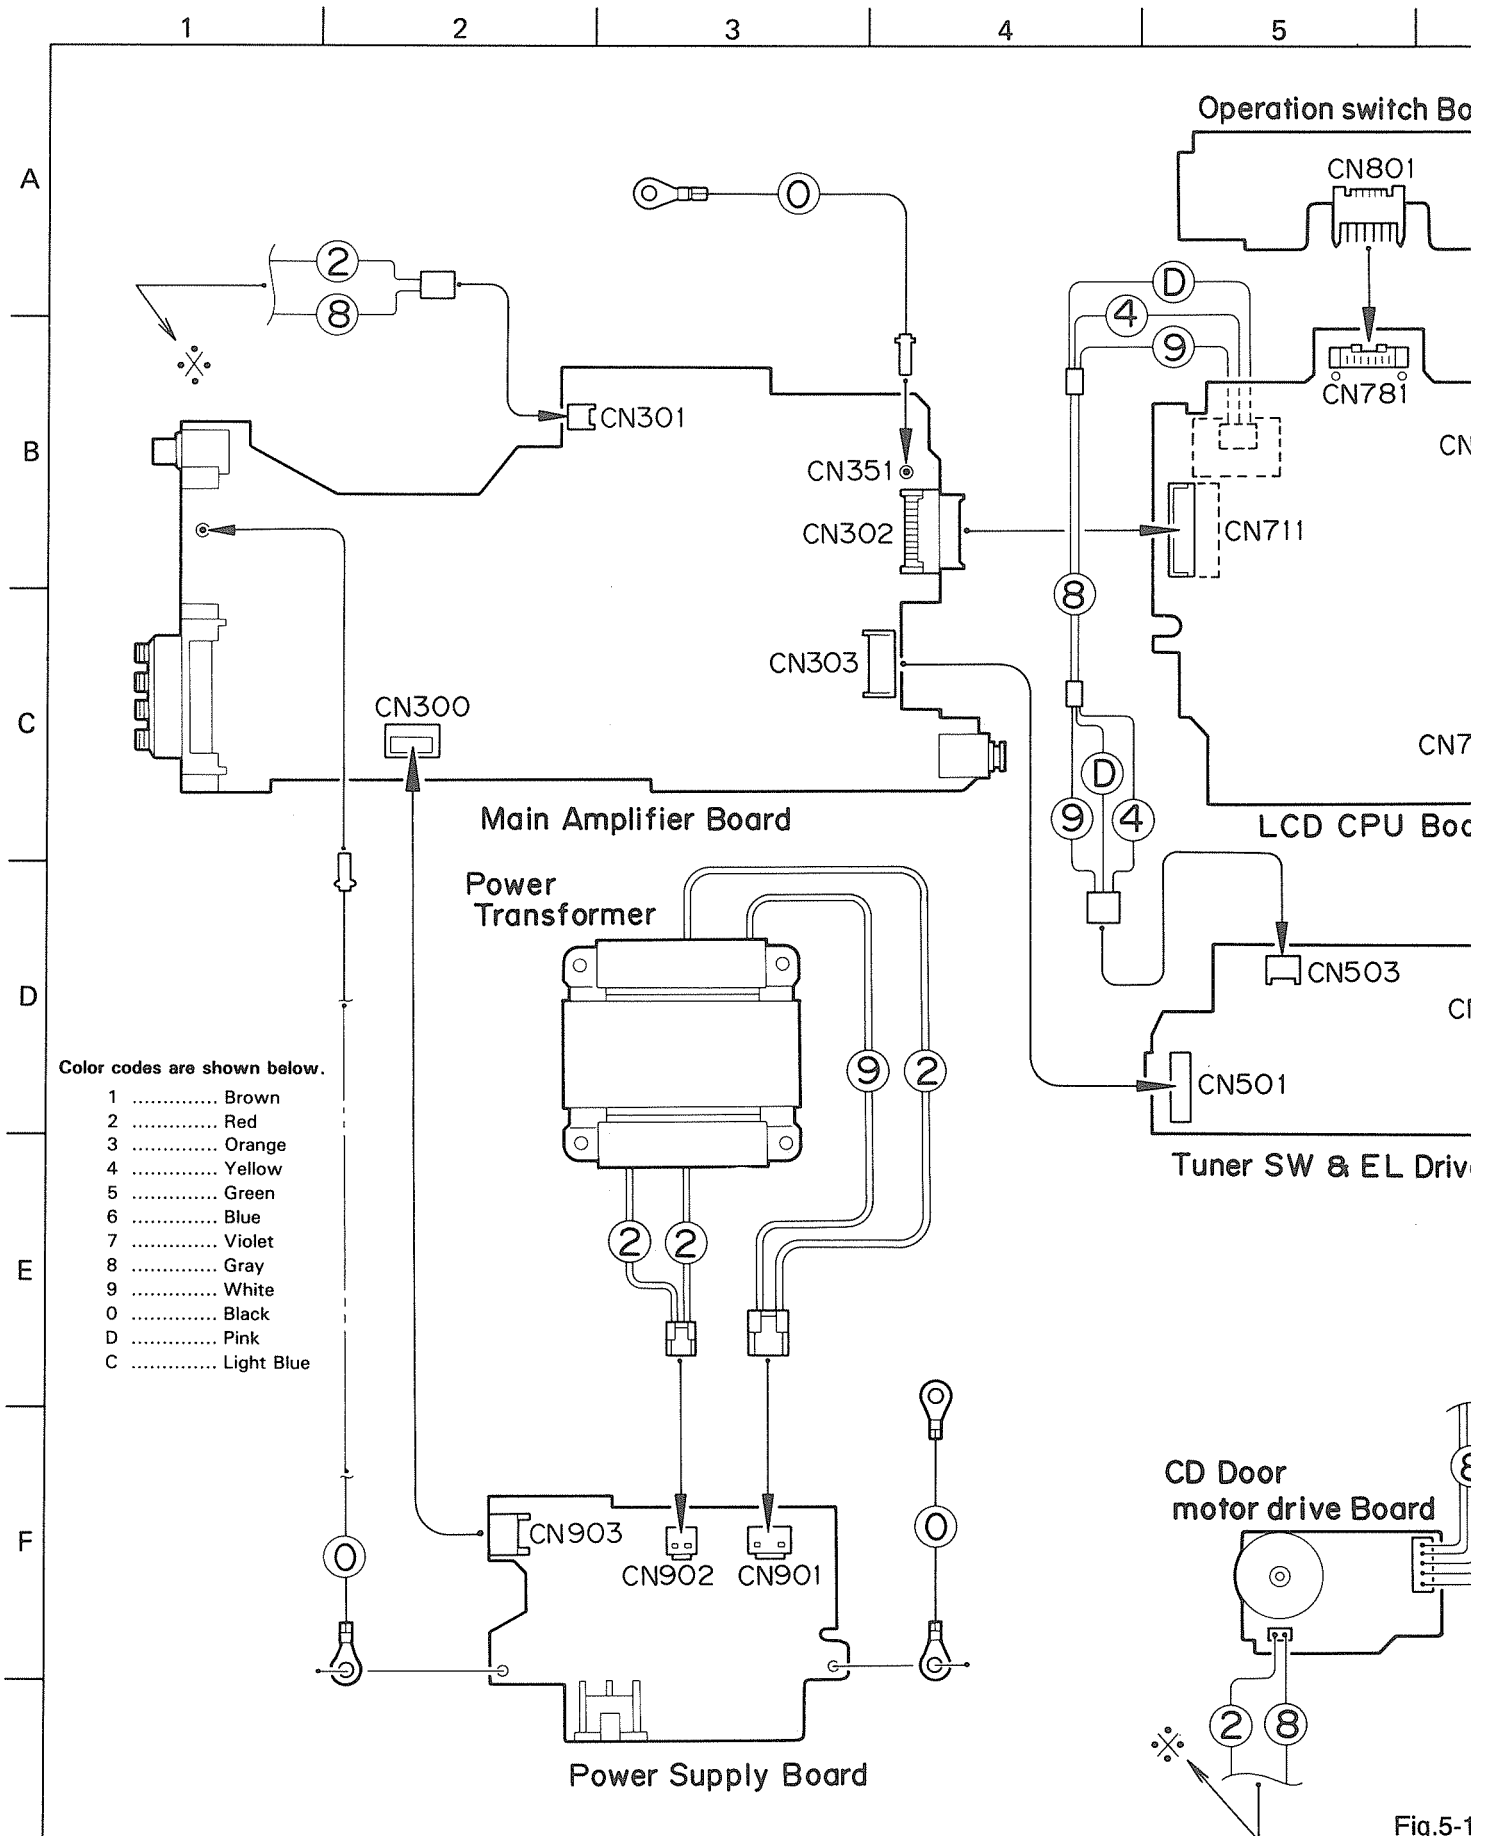 1 2 3 4 5
Operation switch Bo
A
CN801
0
2
8
D
4
9
CN781
CN301
B
CN
CN351
CN302
CN711
8
CN303
C
CN300
CN7
D
9 4
Main Amplifier Board
LCD CPU Boa
Power
Transformer
CN503
D
CN
9 2
CN501
Color codes are shown below.
1 .............. Brown
2 .............. Red
3 .............. Orange
4 .............. Yellow
5 .............. Green
6 .............. Blue
7 .............. Violet
8 .............. Gray
9 .............. White
0 .............. Black
D .............. Pink
C .............. Light Blue
Tuner SW & EL Driv
2 2
E
8
CD Door
motor drive Board
CN903
0
F
CN902 CN901
0
2 8
Power Supply Board
Fig.5-1